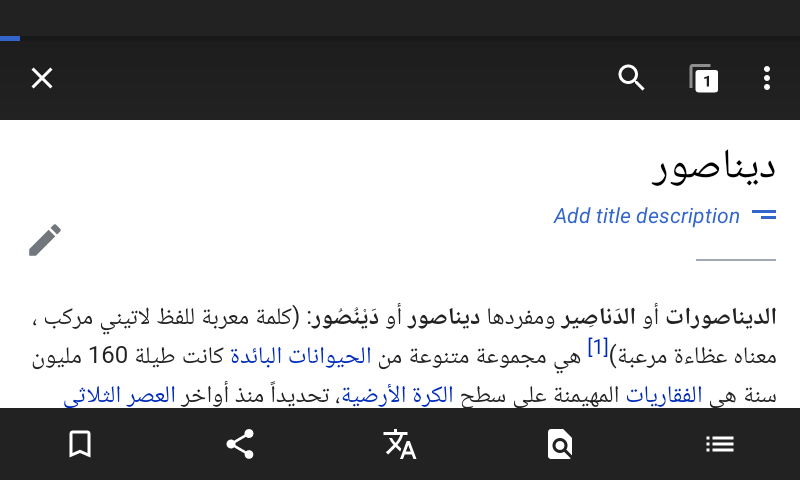 1
ديناصور
Add title description
الديناصورات أو الدَناصِير ومفردها ديناصور أو دَيْنُصُور: (كلمة معربة للفظ لاتيني مركب ،
معناه عظاءة مرعبة)[1] هي مجموعة متنوعة من الحيوانات البائدة كانت طيلة 160 مليون
سنة هي الفقاريات المهيمنة على سطح الكرة الأرضية، تحديداً منذ أواخر العصر الثلاثي